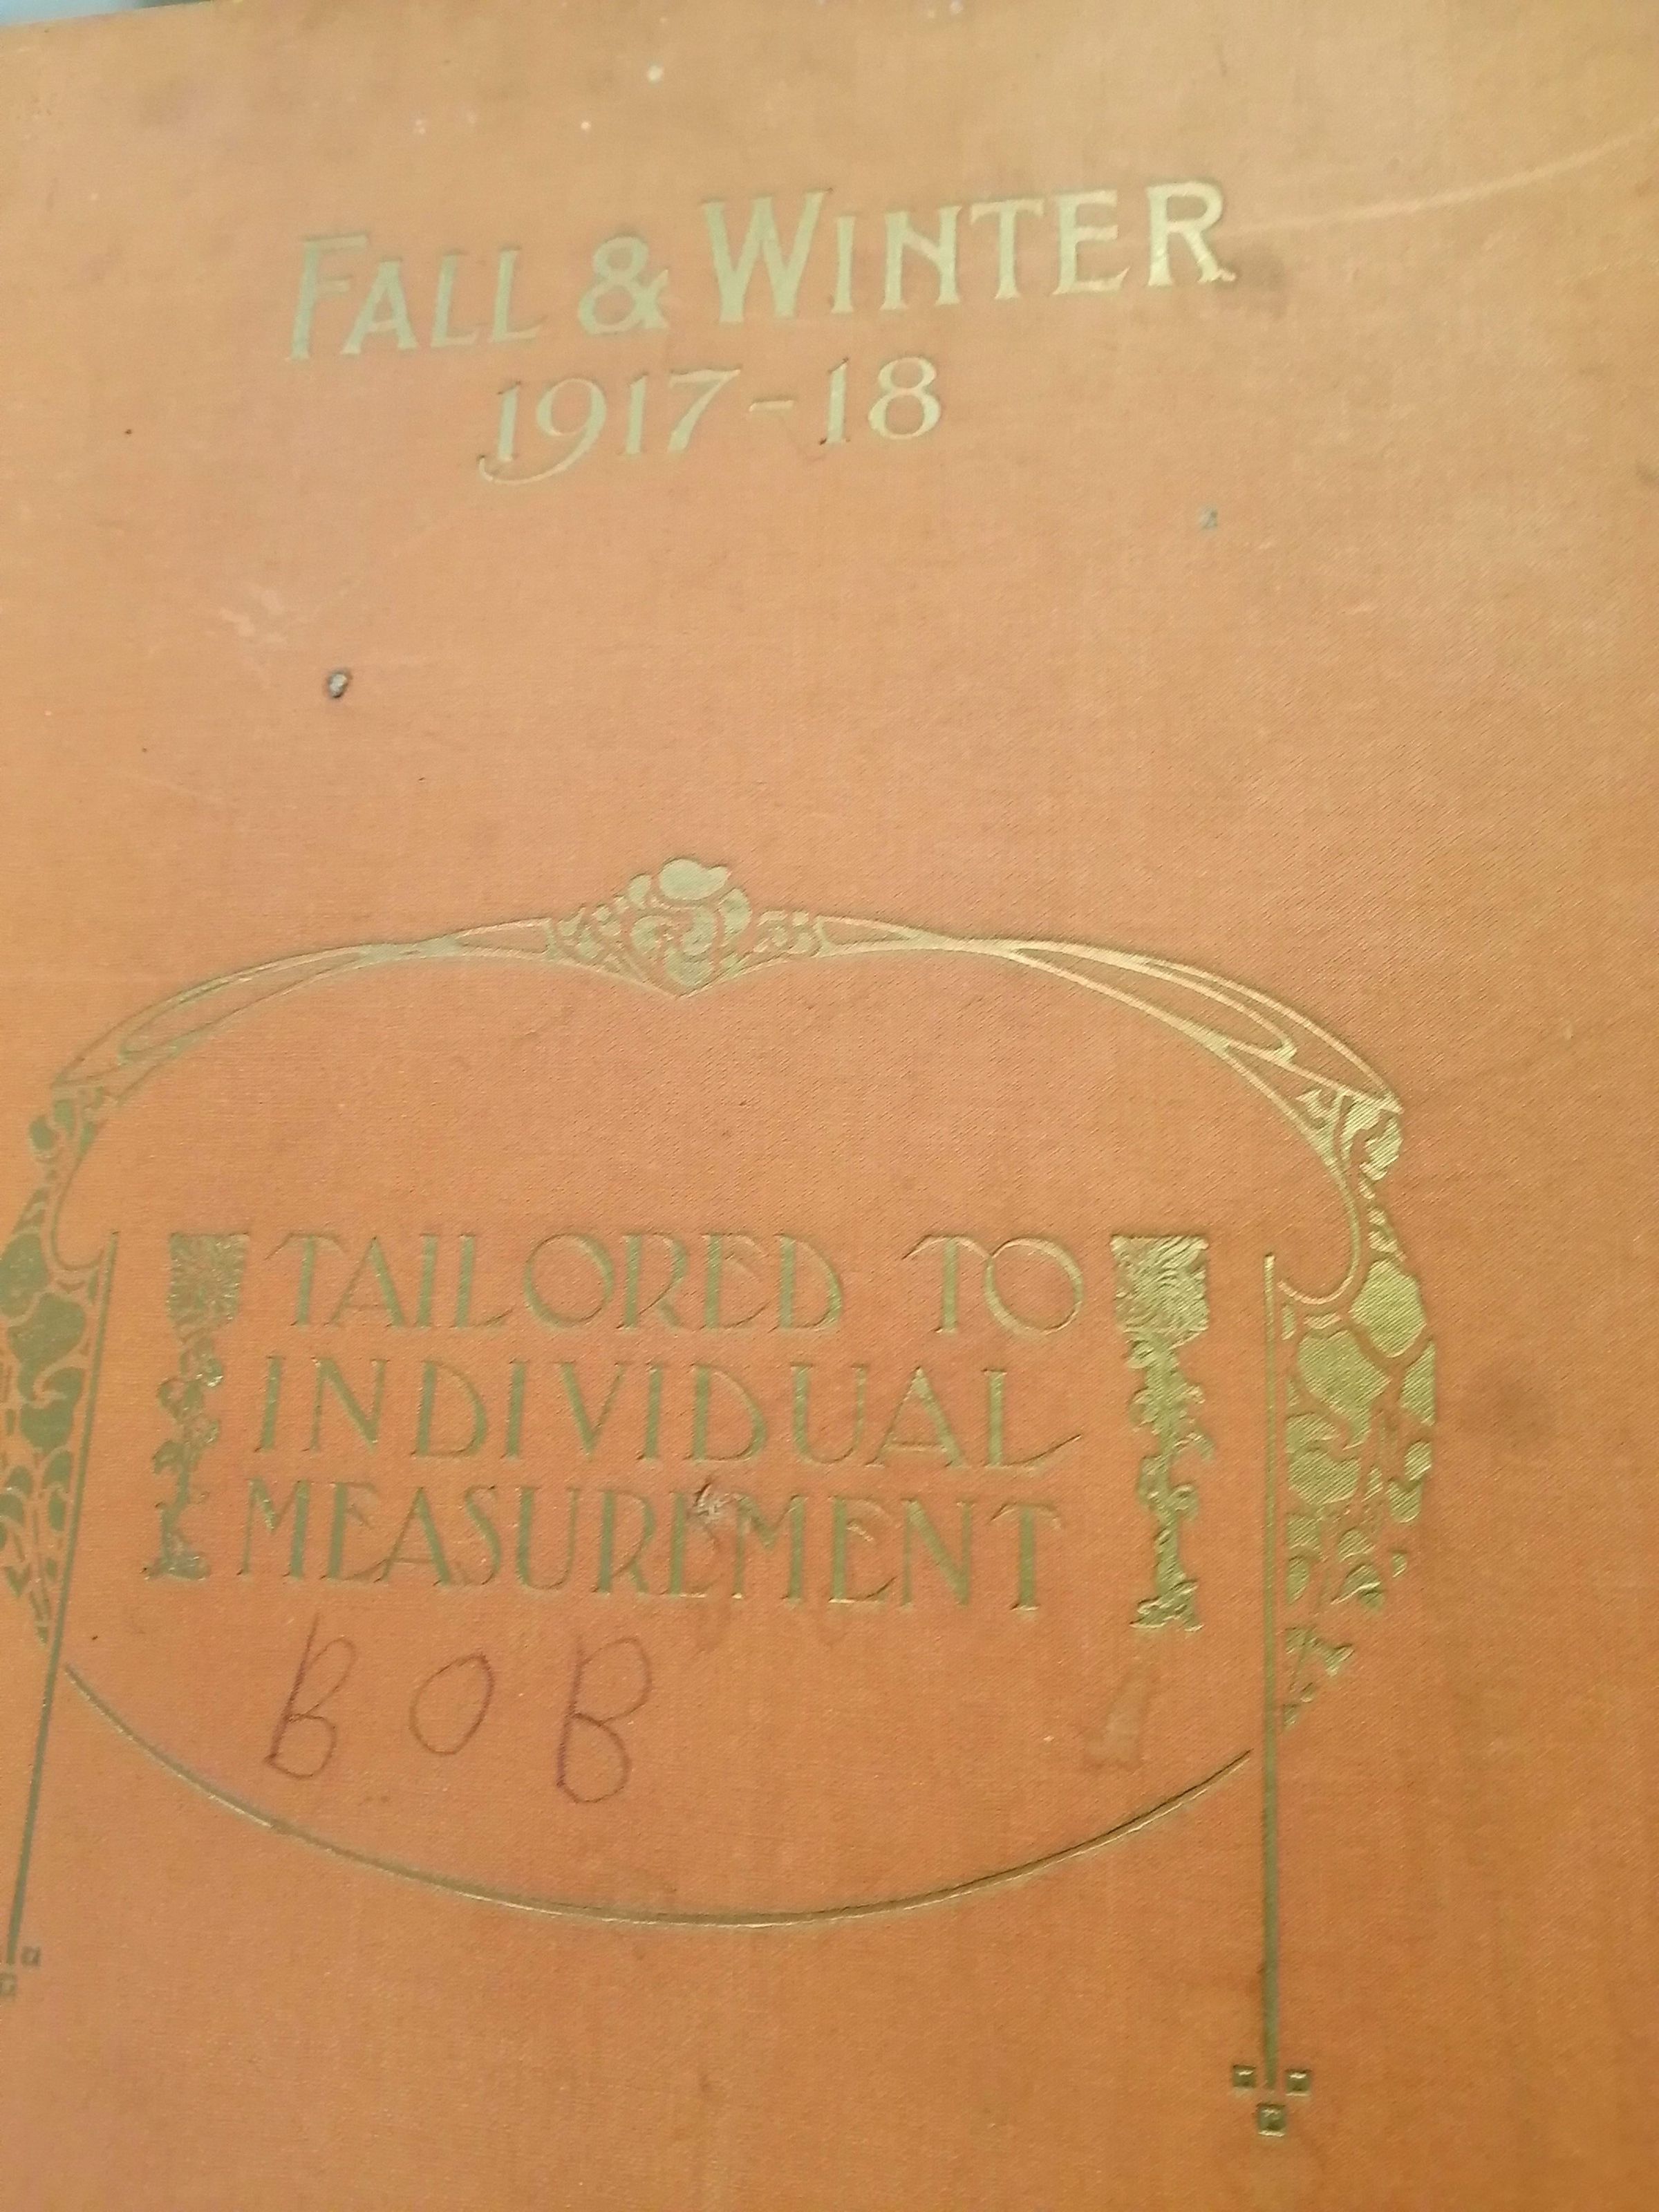 FALL & WINTER
1917-18
TAILORED TO
INDIVIDUAL
MEASUREMENT
BOB